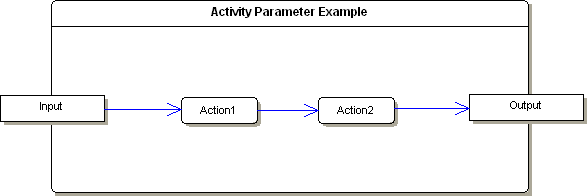 Activity Parameter Example
Input
Action1
Action2
Output